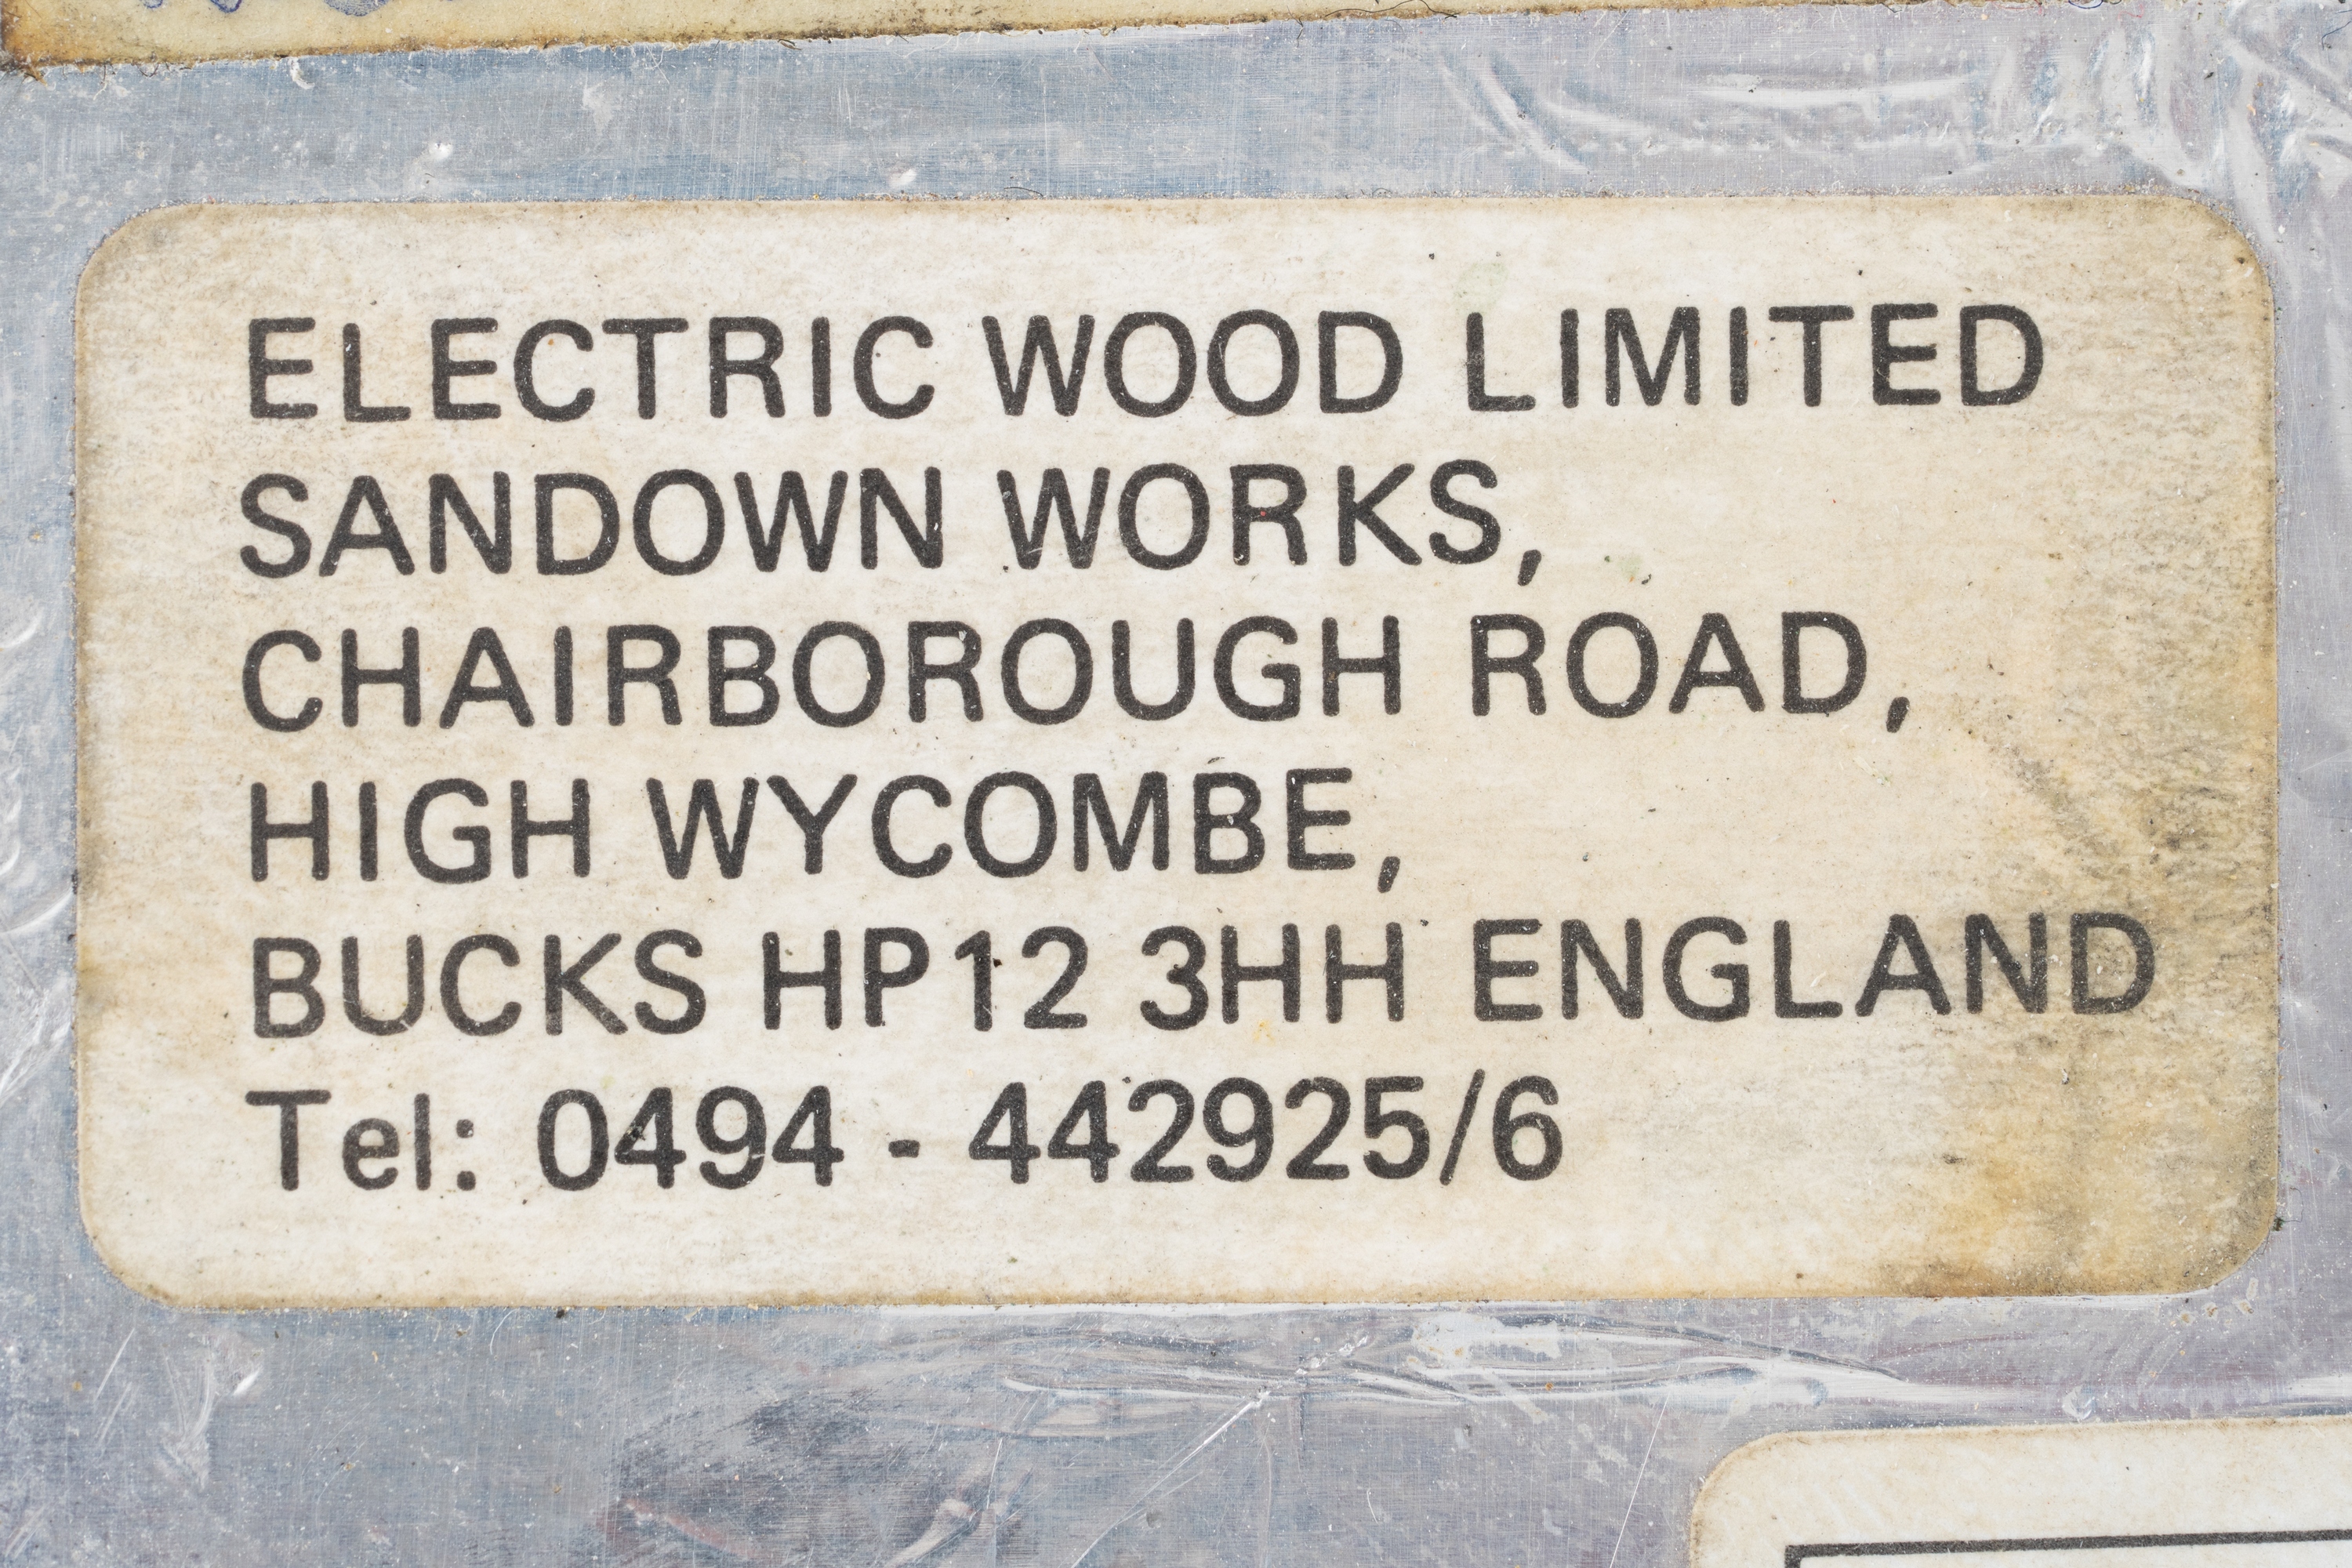 ELECTRIC WOOD LIMITED
SANDOWN WORKS,
CHAIRBOROUGH ROAD,
HIGH WYCOMBE,
BUCKS HP12 3HH ENGLAND
Tel: 0494 - 442925/6